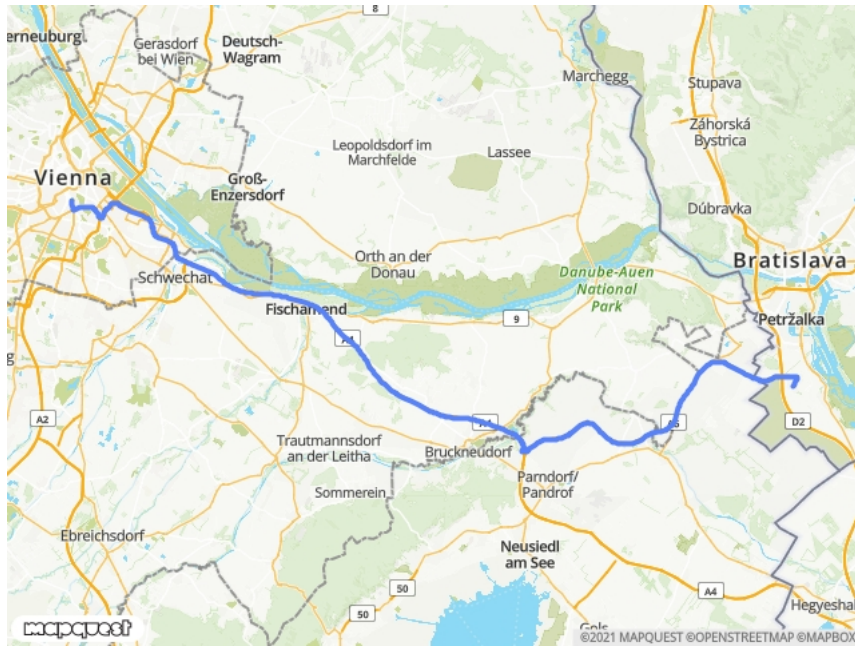 8
erneuburg
Gerasdorf
bei Wien
Deutsch-
Wagram
Marchegg
Stupava
Záhorská
Bystrica
Leopoldsdorf im
Marchfelde
Lassee
Vienna
Groß-
Enzersdorf
Dúbravka
Orth an der
Donau
Danube-Auen
National
Park
Bratislava
Schwechat
Fischamend
9
Petržalka
A4
A2
A4
A6
D2
Trautmannsdorf
an der Leitha
Bruckneudorf
Parndorf/
Pandrof
Sommerein
Ebreichsdorf
Neusiedl
am See
50
A4
50
Gols
Hegyeshal
mapquest
©2021 MAPQUEST ©OPENSTREETMAP ©MAPBOX